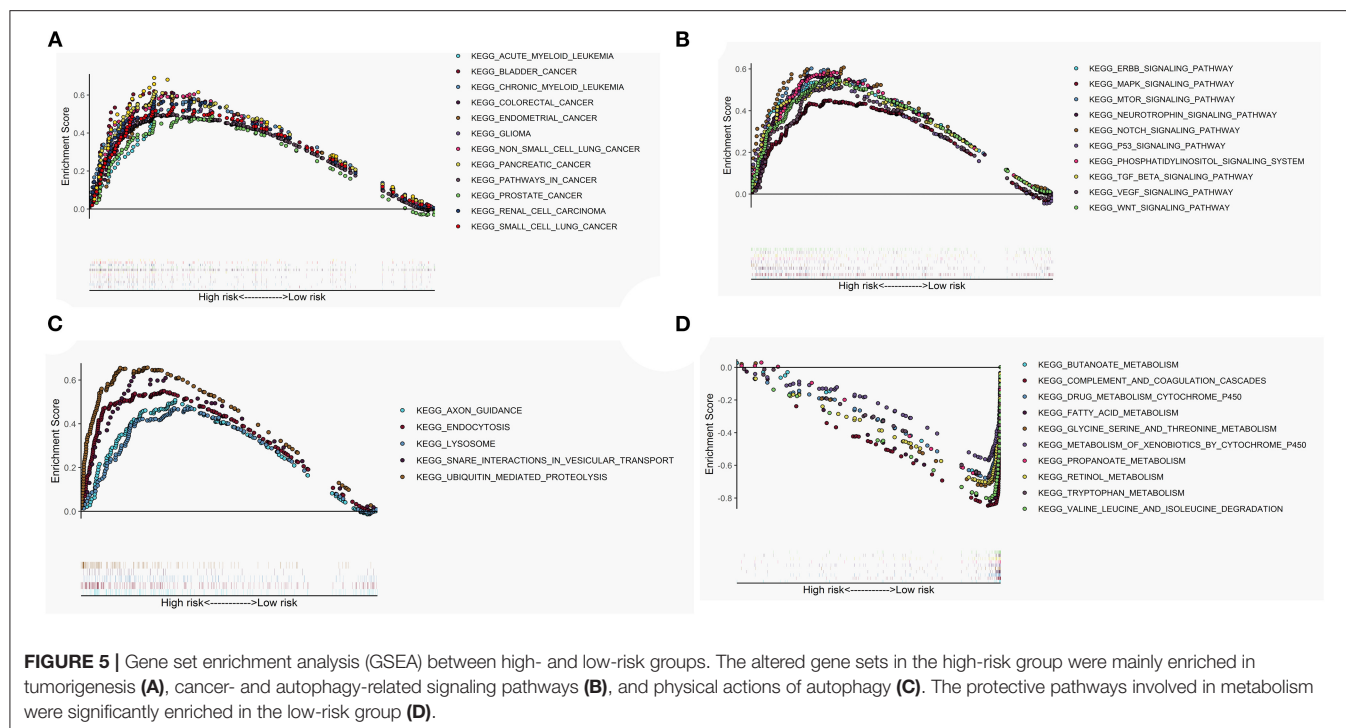 A
KEGG_ACUTE_MYELOID_LEUKEMIA
KEGG_BLADDER_CANCER
KEGG_CHRONIC_MYELOID_LEUKEMIA
KEGG_COLORECTAL_CANCER
KEGG_ENDOMETRIAL_CANCER
KEGG_GLIOMA
KEGG_NON_SMALL_CELL_LUNG_CANCER
KEGG_PANCREATIC_CANCER
KEGG_PATHWAYS_IN_CANCER
KEGG_PROSTATE_CANCER
KEGG_RENAL_CELL_CARCINOMA
KEGG_SMALL_CELL_LUNG_CANCER
Enrichment Score
0.6
0.4
0.2
0.0
High risk<----------->Low risk
B
KEGG_ERBB_SIGNALING_PATHWAY
KEGG_MAPK_SIGNALING_PATHWAY
KEGG_MTOR_SIGNALING_PATHWAY
KEGG_NEUROTROPHIN_SIGNALING_PATHWAY
KEGG_NOTCH_SIGNALING_PATHWAY
KEGG_P53_SIGNALING_PATHWAY
KEGG_PHOSPHATIDYLINOSITOL_SIGNALING_SYSTEM
KEGG_TGF_BETA_SIGNALING_PATHWAY
KEGG_VEGF_SIGNALING_PATHWAY
KEGG_WNT_SIGNALING_PATHWAY
Enrichment Score
0.6
0.4
0.2
0.0
High risk<----------->Low risk
C
KEGG_AXON_GUIDANCE
KEGG_ENDOCYTOSIS
KEGG_LYSOSOME
KEGG_SNARE_INTERACTIONS_IN_VESICULAR_TRANSPORT
KEGG_UBIQUITIN_MEDIATED_PROTEOLYSIS
Enrichment Score
0.6
0.4
0.2
0.0
High risk<----------->Low risk
D
KEGG_BUTANOATE_METABOLISM
KEGG_COMPLEMENT_AND_COAGULATION_CASCADES
KEGG_DRUG_METABOLISM_CYTOCHROME_P450
KEGG_FATTY_ACID_METABOLISM
KEGG_GLYCINE_SERINE_AND_THREONINE_METABOLISM
KEGG_METABOLISM_OF_XENOBIOTICS_BY_CYTOCHROME_P450
KEGG_PROPANOATE_METABOLISM
KEGG_RETINOL_METABOLISM
KEGG_TRYPTOPHAN_METABOLISM
KEGG_VALINE_LEUCINE_AND_ISOLEUCINE_DEGRADATION
Enrichment Score
0.0
-0.2
-0.4
-0.6
-0.8
High risk<----------->Low risk
FIGURE 5 | Gene set enrichment analysis (GSEA) between high- and low-risk groups. The altered gene sets in the high-risk group were mainly enriched in
tumorigenesis (A), cancer- and autophagy-related signaling pathways (B), and physical actions of autophagy (C). The protective pathways involved in metabolism
were significantly enriched in the low-risk group (D).